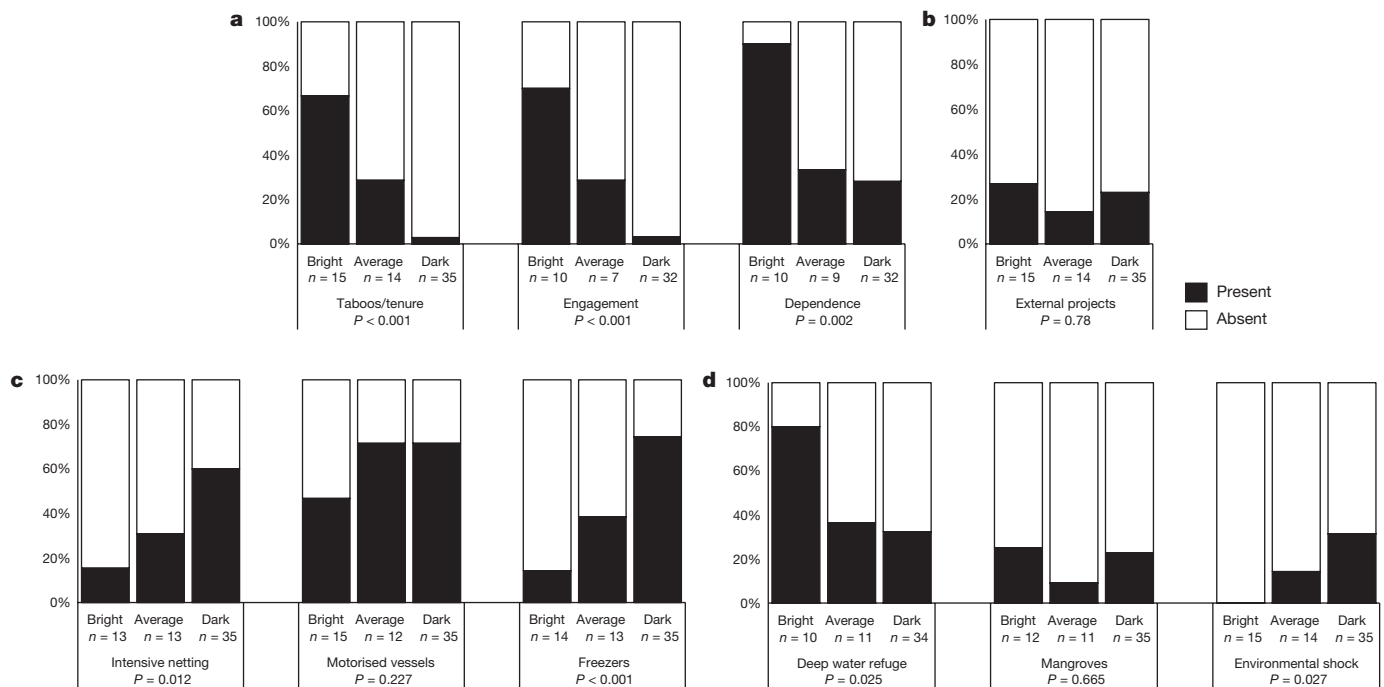 a
b
100%
80%
60%
40%
20%
0%
100%
80%
60%
40%
20%
0%
Bright Average Dark
n = 15 n = 14 n = 35
Taboos/tenure
P < 0.001
Bright Average Dark
n = 10 n = 7 n = 32
Engagement
P < 0.001
Bright Average Dark
n = 10 n = 9 n = 32
Dependence
P = 0.002
Bright Average Dark
n = 15 n = 14 n = 35
External projects
P = 0.78
Present
Absent
c
d
100%
80%
60%
40%
20%
0%
100%
80%
60%
40%
20%
0%
Bright Average Dark
n = 13 n = 13 n = 35
Intensive netting
P = 0.012
Bright Average Dark
n = 15 n = 12 n = 35
Motorised vessels
P = 0.227
Bright Average Dark
n = 14 n = 13 n = 35
Freezers
P < 0.001
Bright Average Dark
n = 10 n = 11 n = 34
Deep water refuge
P = 0.025
Bright Average Dark
n = 12 n = 11 n = 35
Mangroves
P = 0.665
Bright Average Dark
n = 15 n = 14 n = 35
Environmental shock
P = 0.027